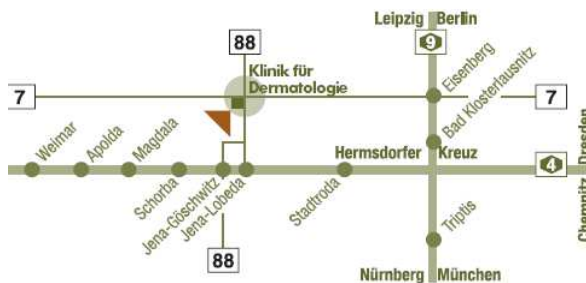 Leipzig Berlin
88
9
Klinik für
Dermatologie
Eisenberg
Bad Klosterlausnitz
7
7
Weimar
Apolda
Magdala
Schorba
Jena-Göschwitz
Jena-Lobeda
Stadtroda
Hermsdorfer Kreuz
4
Chemnitz Dresden
Triptis
88
Nürnberg München